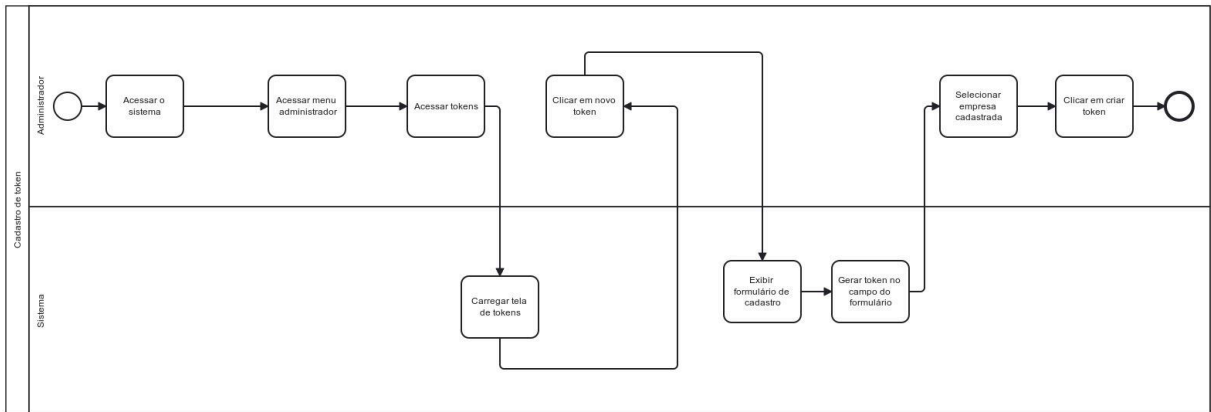 Cadastro de token
Administrador
Acessar o
sistema
Acessar menu
administrador
Acessar tokens
Clicar em novo
token
Selecionar
empresa
cadastrada
Clicar em criar
token
Sistema
Carregar tela
de tokens
Exibir
formulário de
cadastro
Gerar token no
campo do
formulário